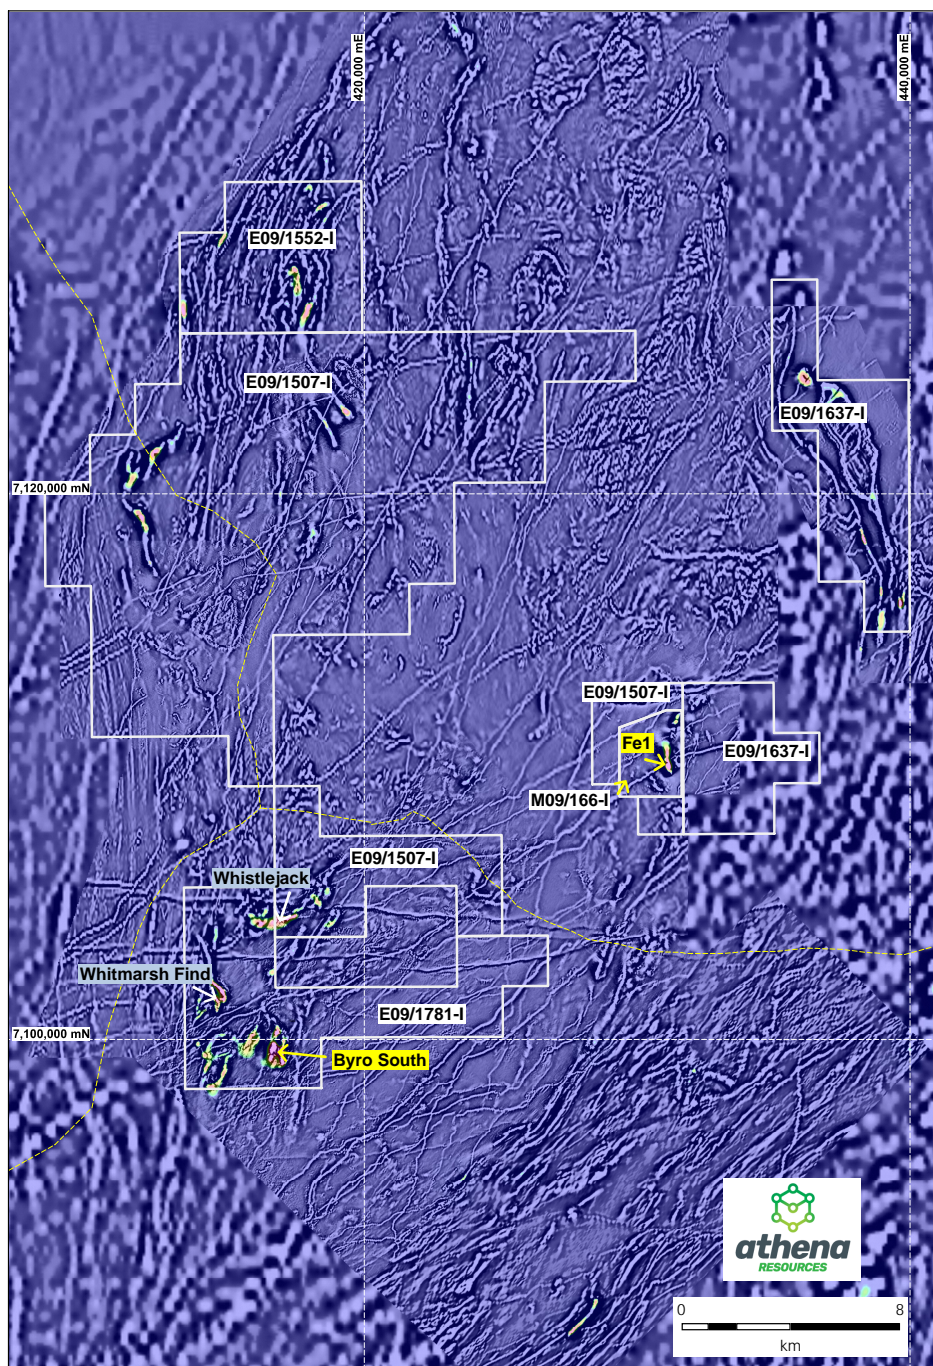 420,000 mE
440,000 mE
E09/1552-I
E09/1507-I
E09/1637-I
7,120,000 mN
E09/1507-I
Fe1
E09/1637-I
M09/166-I
E09/1507-I
Whistlejack
Whitmarsh Find
E09/1781-I
7,100,000 mN
Byro South
athena
RESOURCES
0 8
km